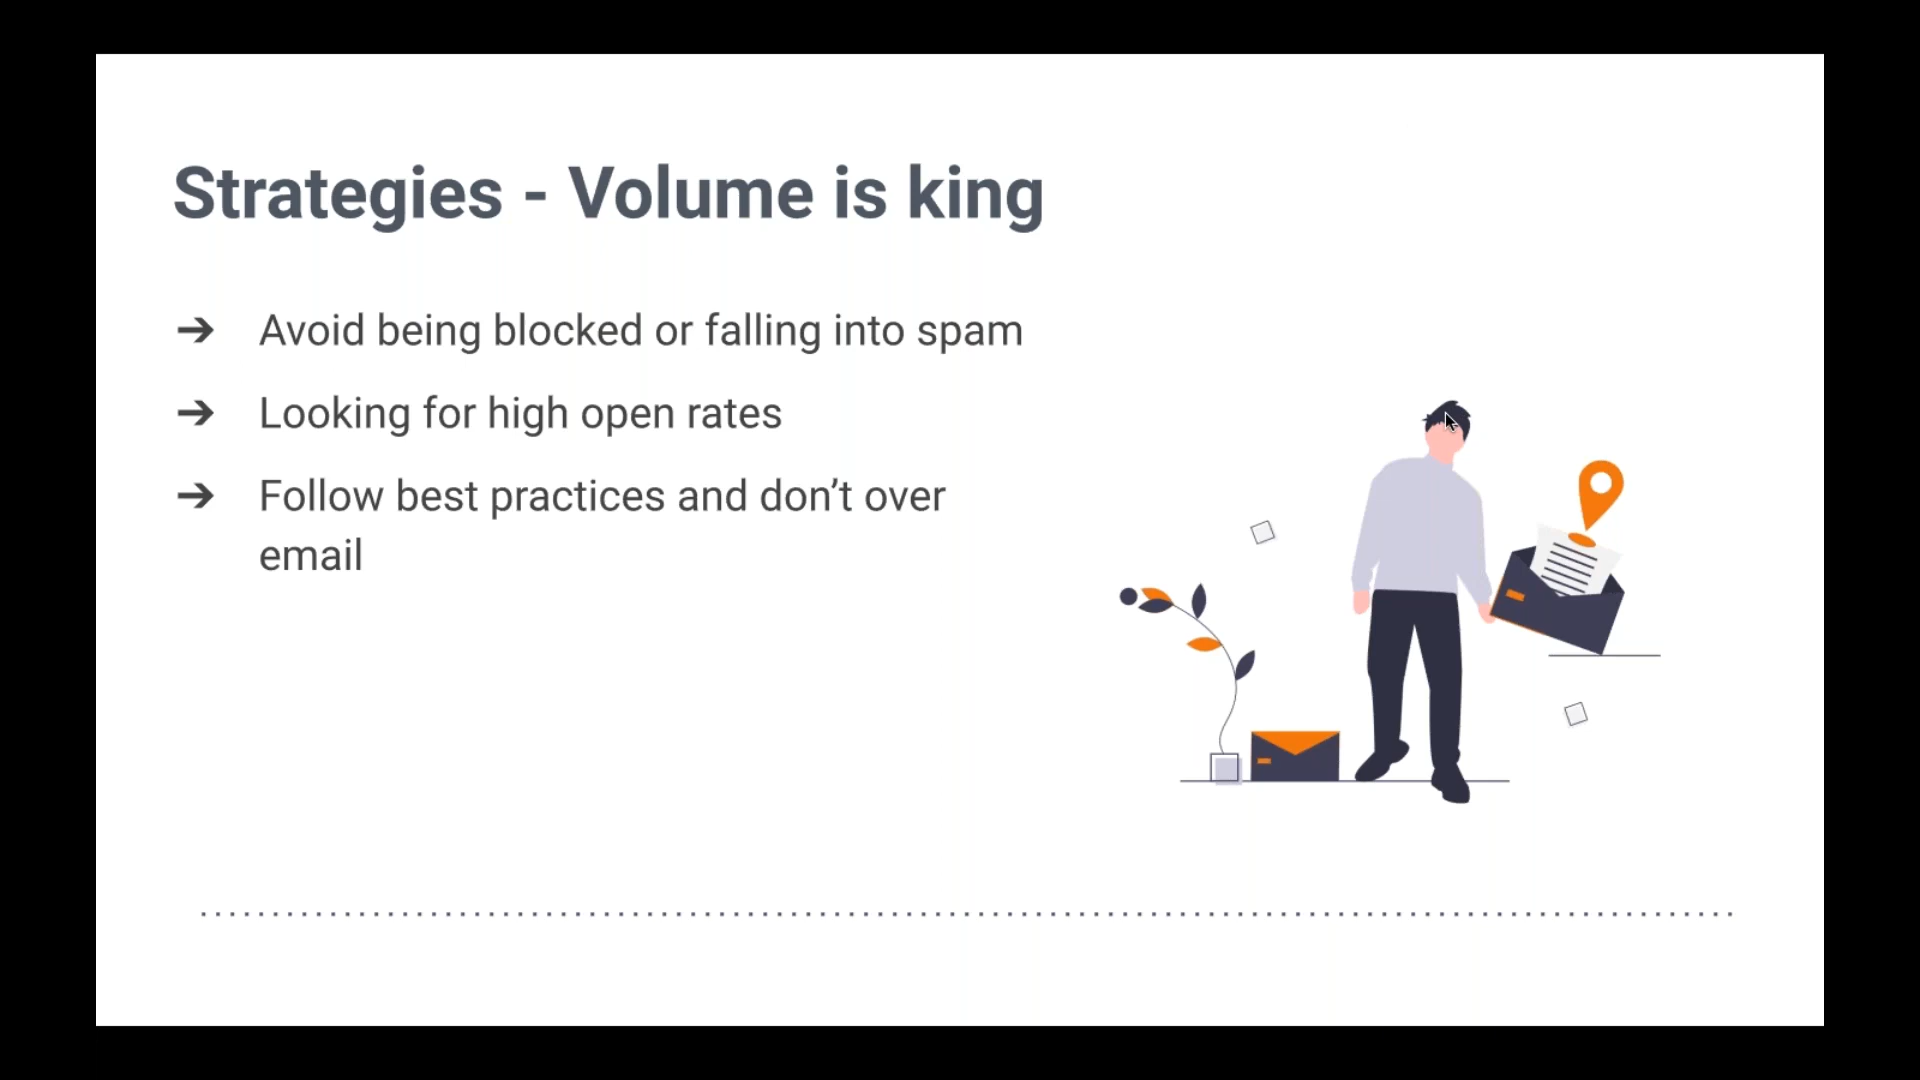 Strategies - Volume is king
➔ Avoid being blocked or falling into spam
➔ Looking for high open rates
➔ Follow best practices and don’t over
email